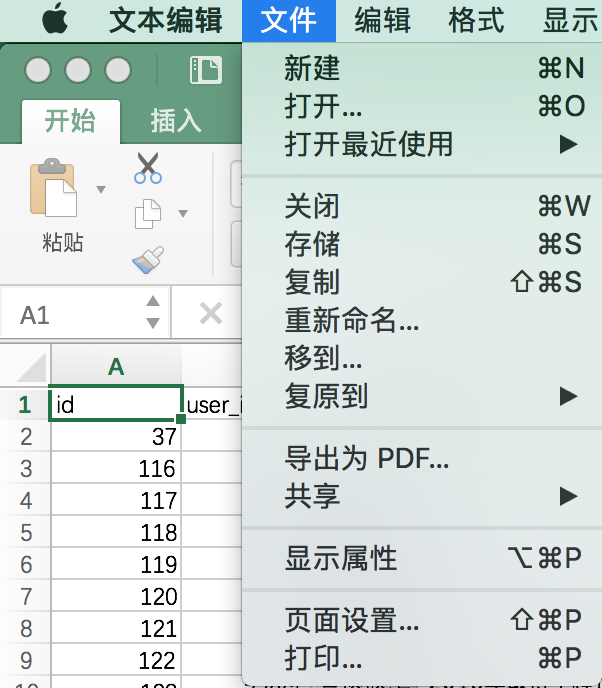 文本编辑 文件 编辑 格式 显示
开始 插入
粘贴
A1
A
1 id user_i
2 37
3 116
4 117
5 118
6 119
7 120
8 121
9 122
新建 ⌘N
打开... ⌘O
打开最近使用 ▶
关闭 ⌘W
存储 ⌘S
复制 ⇧⌘S
重新命名...
移到...
复原到 ▶
导出为 PDF...
共享 ▶
显示属性 ⌥⌘P
页面设置... ⇧⌘P
打印... ⌘P